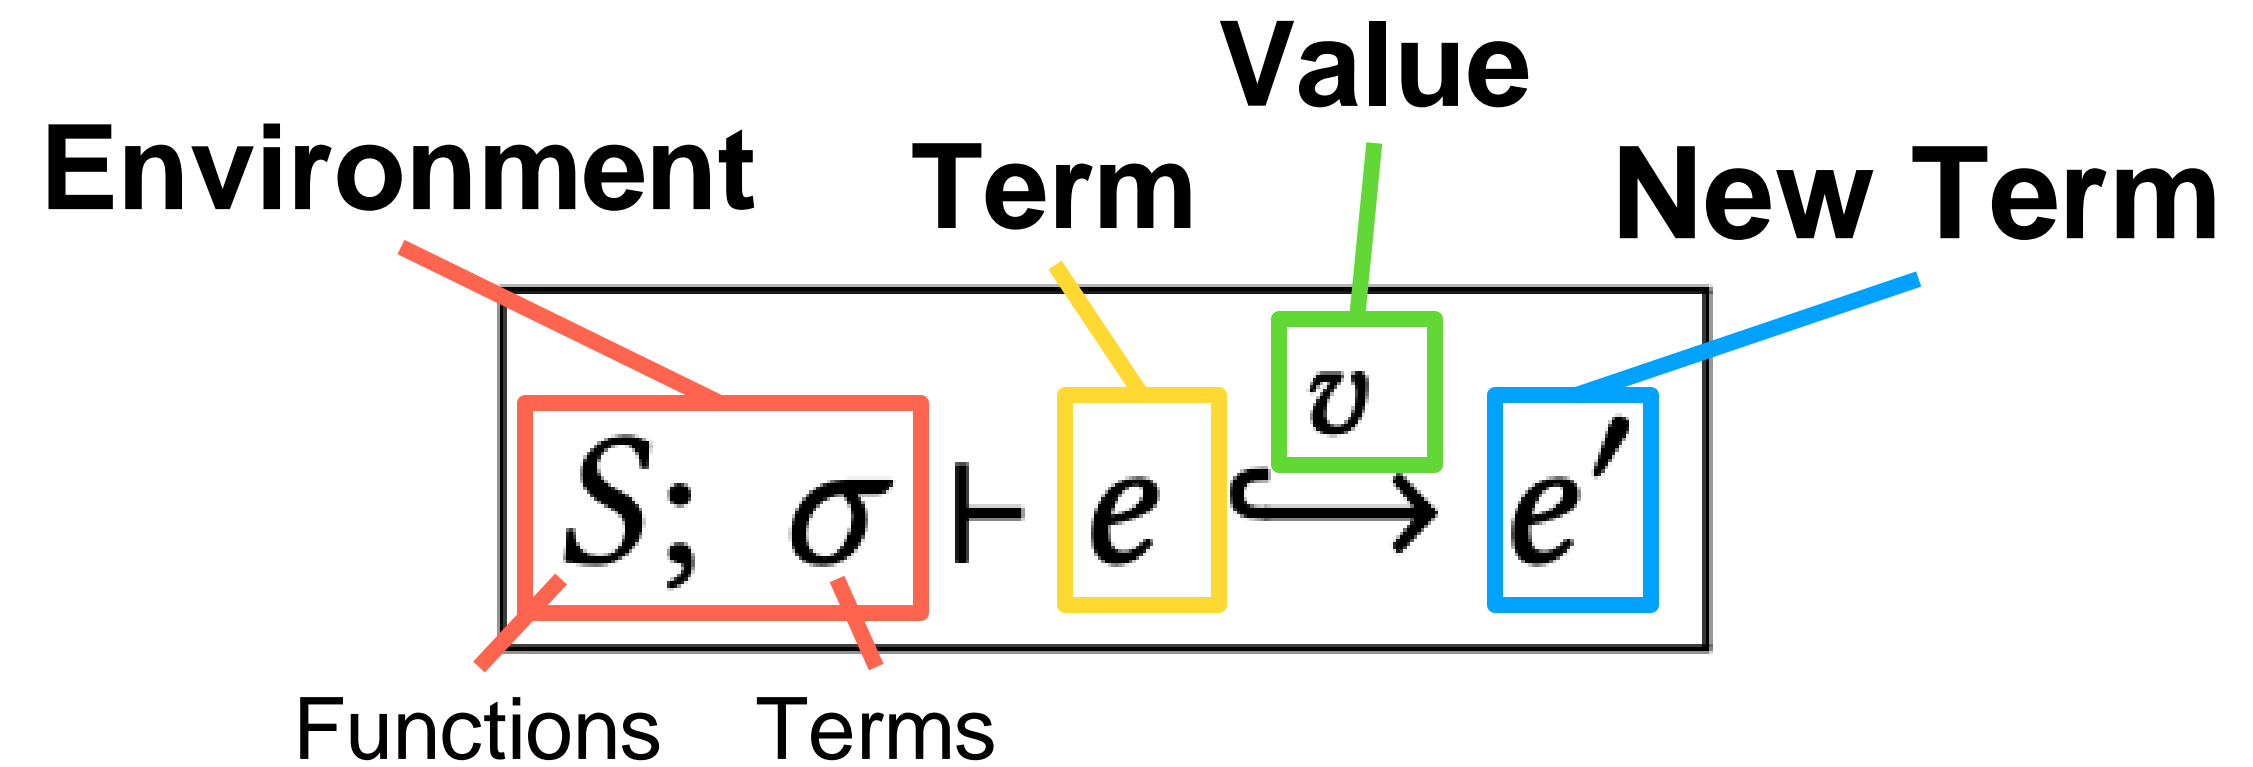 Value
Environment Term New Term
S; σ ⊢ e ↪ᵛ e′
Functions Terms